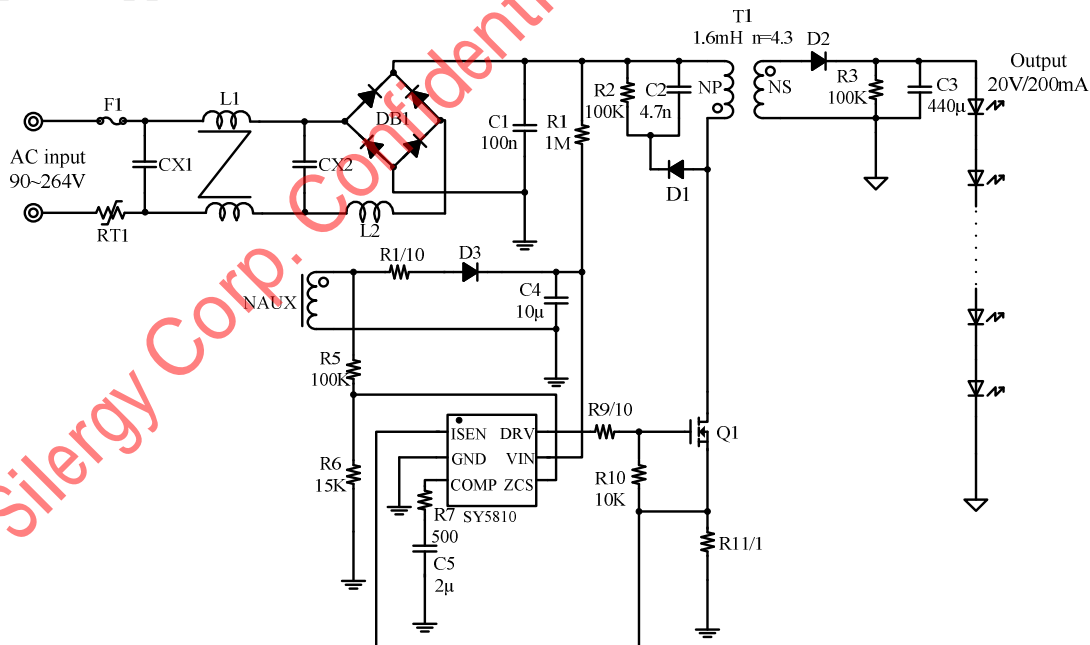 T1
1.6mH n=4.3
D2
Output
20V/200mA
F1
L1
DB1
R2
100K
C2
4.7n
NP
NS
R3
100K
C3
440μ
AC input
90~264V
CX1
CX2
C1
100n
R1
1M
D1
RT1
L2
R1/10
D3
NAUX
C4
10μ
R5
100K
R9/10
Q1
ISEN
DRV
GND
VIN
COMP
ZCS
SY5810
R6
15K
R10
10K
R7
500
R11/1
C5
2μ
Silergy Corp. Confidenti